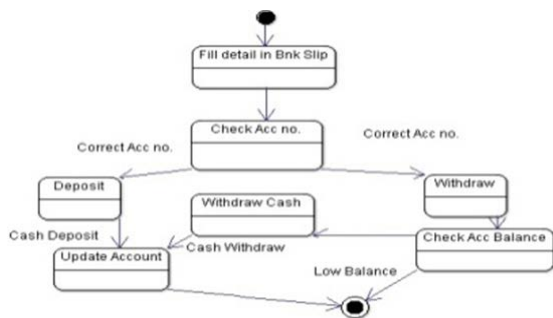 Fill detail in Bnk Slip
Check Acc no.
Correct Acc no.
Correct Acc no.
Deposit
Withdraw Cash
Withdraw
Cash Deposit
Cash Withdraw
Check Acc Balance
Update Account
Low Balance